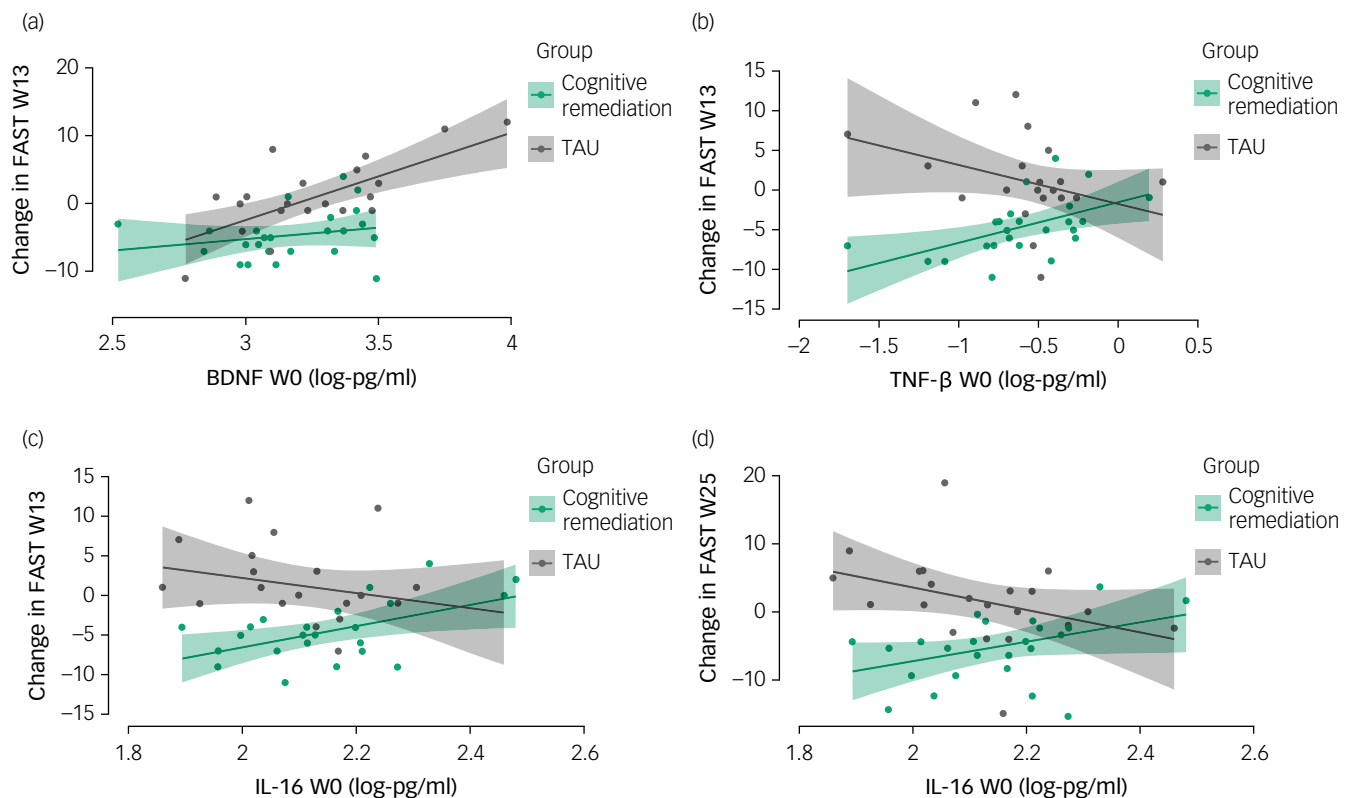 (a)
Group
Cognitive
remediation
TAU
20
10
0
−10
Change in FAST W13
2.5
3
3.5
4
BDNF W0 (log-pg/ml)
(b)
Group
Cognitive
remediation
TAU
15
10
5
0
−5
−10
−15
Change in FAST W13
−2
−1.5
−1
−0.5
0
0.5
TNF-β W0 (log-pg/ml)
(c)
Group
Cognitive
remediation
TAU
15
10
5
0
−5
−10
−15
Change in FAST W13
1.8
2
2.2
2.4
2.6
IL-16 W0 (log-pg/ml)
(d)
Group
Cognitive
remediation
TAU
20
10
0
−10
Change in FAST W25
1.8
2
2.2
2.4
2.6
IL-16 W0 (log-pg/ml)